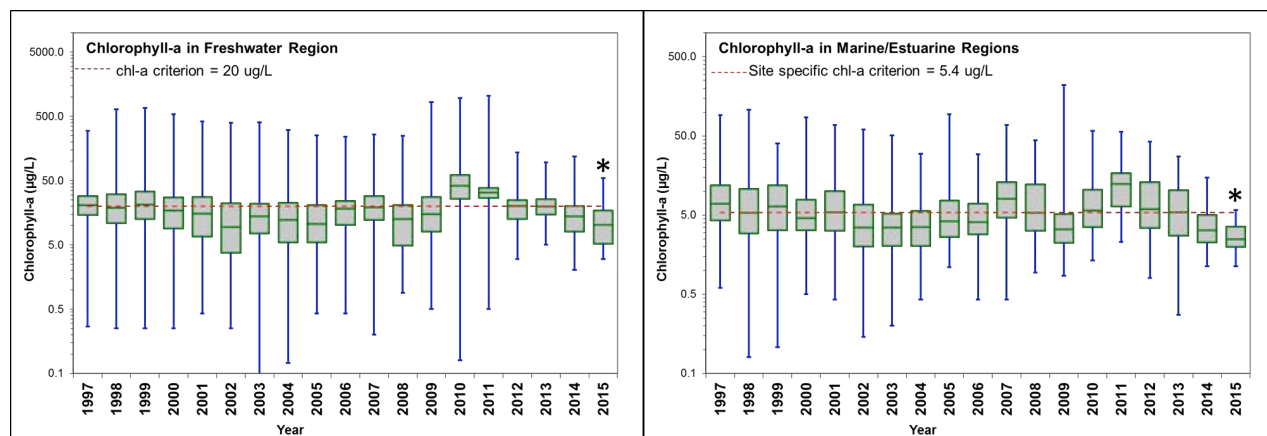 Chlorophyll-a in Freshwater Region
chl-a criterion = 20 ug/L
Chlorophyll-a (µg/L)
5000.0
500.0
50.0
5.0
0.5
0.1
*
1997 1998 1999 2000 2001 2002 2003 2004 2005 2006 2007 2008 2009 2010 2011 2012 2013 2014 2015
Year
Chlorophyll-a in Marine/Estuarine Regions
Site specific chl-a criterion = 5.4 ug/L
Chlorophyll-a (µg/L)
500.0
50.0
5.0
0.5
0.1
*
1997 1998 1999 2000 2001 2002 2003 2004 2005 2006 2007 2008 2009 2010 2011 2012 2013 2014 2015
Year